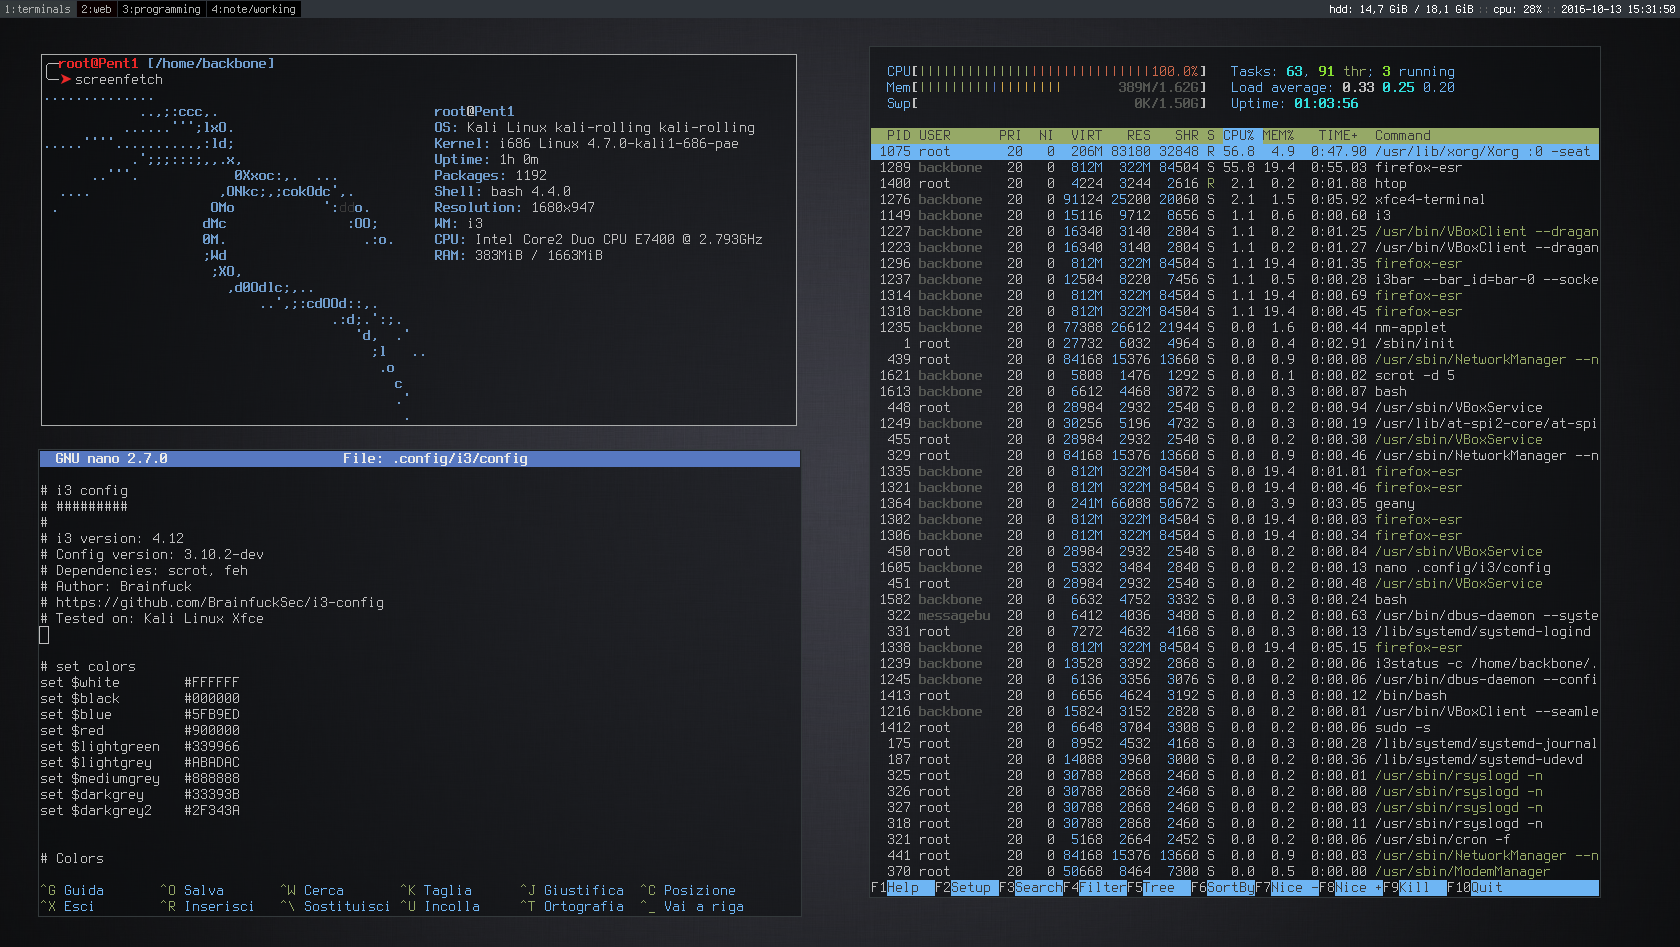 1:terminals 2:web 3:programming 4:note/working
hdd: 14,7 GiB / 18,1 GiB :: cpu: 28% :: 2016-10-13 15:31:50
root@Pent1 [/home/backbone]
screenfetch
root@Pent1
OS: Kali Linux kali-rolling kali-rolling
Kernel: i686 Linux 4.7.0-kali1-686-pae
Uptime: 1h 0m
Packages: 1192
Shell: bash 4.4.0
Resolution: 1680x947
WM: i3
CPU: Intel Core2 Duo CPU E7400 @ 2.793GHz
RAM: 383MiB / 1663MiB
GNU nano 2.7.0 File: .config/i3/config
# i3 config
# #########
#
# i3 version: 4.12
# Config version: 3.10.2-dev
# Dependencies: scrot, feh
# Author: Brainfuck
# https://github.com/BrainfuckSec/i3-config
# Tested on: Kali Linux Xfce
# set colors
set $white #FFFFFF
set $black #000000
set $blue #5FB9ED
set $red #900000
set $lightgreen #339966
set $lightgrey #ABADAC
set $mediumgrey #888888
set $darkgrey #33393B
set $darkgrey2 #2F343A
# Colors
^G Guida ^O Salva ^W Cerca ^K Taglia ^J Giustifica ^C Posizione
^X Esci ^R Inserisci ^\ Sostituisci ^U Incolla ^T Ortografia ^_ Vai a riga
CPU[||||||||||||||||||||||||||||100.0%] Tasks: 63, 91 thr; 3 running
Mem[|||||||||||||||||| 389M/1.62G] Load average: 0.33 0.25 0.20
Swp[ 0K/1.50G] Uptime: 01:03:56
PID USER PRI NI VIRT RES SHR S CPU% MEM% TIME+ Command
1075 root 20 0 206M 83180 32848 R 56.8 4.9 0:47.90 /usr/lib/xorg/Xorg :0 -seat
1289 backbone 20 0 812M 322M 84504 S 55.8 19.4 0:55.03 firefox-esr
1400 root 20 0 4224 3244 2616 R 2.1 0.2 0:01.88 htop
1276 backbone 20 0 91124 25200 20060 S 2.1 1.5 0:05.92 xfce4-terminal
1149 backbone 20 0 15116 9712 8656 S 1.1 0.6 0:00.60 i3
1227 backbone 20 0 16340 3140 2804 S 1.1 0.2 0:01.25 /usr/bin/VBoxClient --dragan
1223 backbone 20 0 16340 3140 2804 S 1.1 0.2 0:01.27 /usr/bin/VBoxClient --dragan
1296 backbone 20 0 812M 322M 84504 S 1.1 19.4 0:01.35 firefox-esr
1237 backbone 20 0 12504 8220 7456 S 1.1 0.5 0:00.28 i3bar --bar_id=bar-0 --socke
1314 backbone 20 0 812M 322M 84504 S 1.1 19.4 0:00.69 firefox-esr
1318 backbone 20 0 812M 322M 84504 S 1.1 19.4 0:00.45 firefox-esr
1235 backbone 20 0 77388 26612 21944 S 0.0 1.6 0:00.44 nm-applet
1 root 20 0 27732 6032 4964 S 0.0 0.4 0:02.91 /sbin/init
439 root 20 0 84168 15376 13660 S 0.0 0.9 0:00.08 /usr/sbin/NetworkManager --n
1621 backbone 20 0 5808 1476 1292 S 0.0 0.1 0:00.02 scrot -d 5
1613 backbone 20 0 6612 4468 3072 S 0.0 0.3 0:00.07 bash
448 root 20 0 28984 2932 2540 S 0.0 0.2 0:00.94 /usr/sbin/VBoxService
1249 backbone 20 0 30256 5196 4732 S 0.0 0.3 0:00.19 /usr/lib/at-spi2-core/at-spi
455 root 20 0 28984 2932 2540 S 0.0 0.2 0:00.30 /usr/sbin/VBoxService
329 root 20 0 84168 15376 13660 S 0.0 0.9 0:00.46 /usr/sbin/NetworkManager --n
1335 backbone 20 0 812M 322M 84504 S 0.0 19.4 0:01.01 firefox-esr
1321 backbone 20 0 812M 322M 84504 S 0.0 19.4 0:00.46 firefox-esr
1364 backbone 20 0 241M 66088 50672 S 0.0 3.9 0:03.05 geany
1302 backbone 20 0 812M 322M 84504 S 0.0 19.4 0:00.03 firefox-esr
1306 backbone 20 0 812M 322M 84504 S 0.0 19.4 0:00.34 firefox-esr
450 root 20 0 28984 2932 2540 S 0.0 0.2 0:00.04 /usr/sbin/VBoxService
1605 backbone 20 0 5332 3484 2840 S 0.0 0.2 0:00.13 nano .config/i3/config
451 root 20 0 28984 2932 2540 S 0.0 0.2 0:00.48 /usr/sbin/VBoxService
1582 backbone 20 0 6632 4752 3332 S 0.0 0.3 0:00.24 bash
322 messagebu 20 0 6412 4036 3480 S 0.0 0.2 0:00.63 /usr/bin/dbus-daemon --syste
331 root 20 0 7272 4632 4168 S 0.0 0.3 0:00.13 /lib/systemd/systemd-logind
1338 backbone 20 0 812M 322M 84504 S 0.0 19.4 0:05.15 firefox-esr
1239 backbone 20 0 13528 3392 2868 S 0.0 0.2 0:00.06 i3status -c /home/backbone/.
1245 backbone 20 0 6136 3356 3076 S 0.0 0.2 0:00.06 /usr/bin/dbus-daemon --confi
1413 root 20 0 6656 4624 3192 S 0.0 0.3 0:00.12 /bin/bash
1216 backbone 20 0 15824 3152 2820 S 0.0 0.2 0:00.01 /usr/bin/VBoxClient --seamle
1412 root 20 0 6648 3704 3308 S 0.0 0.2 0:00.06 sudo -s
175 root 20 0 8952 4532 4168 S 0.0 0.3 0:00.28 /lib/systemd/systemd-journal
187 root 20 0 14088 3960 3000 S 0.0 0.2 0:00.36 /lib/systemd/systemd-udevd
325 root 20 0 30788 2868 2460 S 0.0 0.2 0:00.01 /usr/sbin/rsyslogd -n
326 root 20 0 30788 2868 2460 S 0.0 0.2 0:00.00 /usr/sbin/rsyslogd -n
327 root 20 0 30788 2868 2460 S 0.0 0.2 0:00.03 /usr/sbin/rsyslogd -n
318 root 20 0 30788 2868 2460 S 0.0 0.2 0:00.11 /usr/sbin/rsyslogd -n
321 root 20 0 5168 2664 2452 S 0.0 0.2 0:00.06 /usr/sbin/cron -f
441 root 20 0 84168 15376 13660 S 0.0 0.9 0:00.03 /usr/sbin/NetworkManager --n
370 root 20 0 50668 8464 7300 S 0.0 0.5 0:00.05 /usr/sbin/ModemManager
F1Help F2Setup F3SearchF4FilterF5Tree F6SortByF7Nice -F8Nice +F9Kill F10Quit